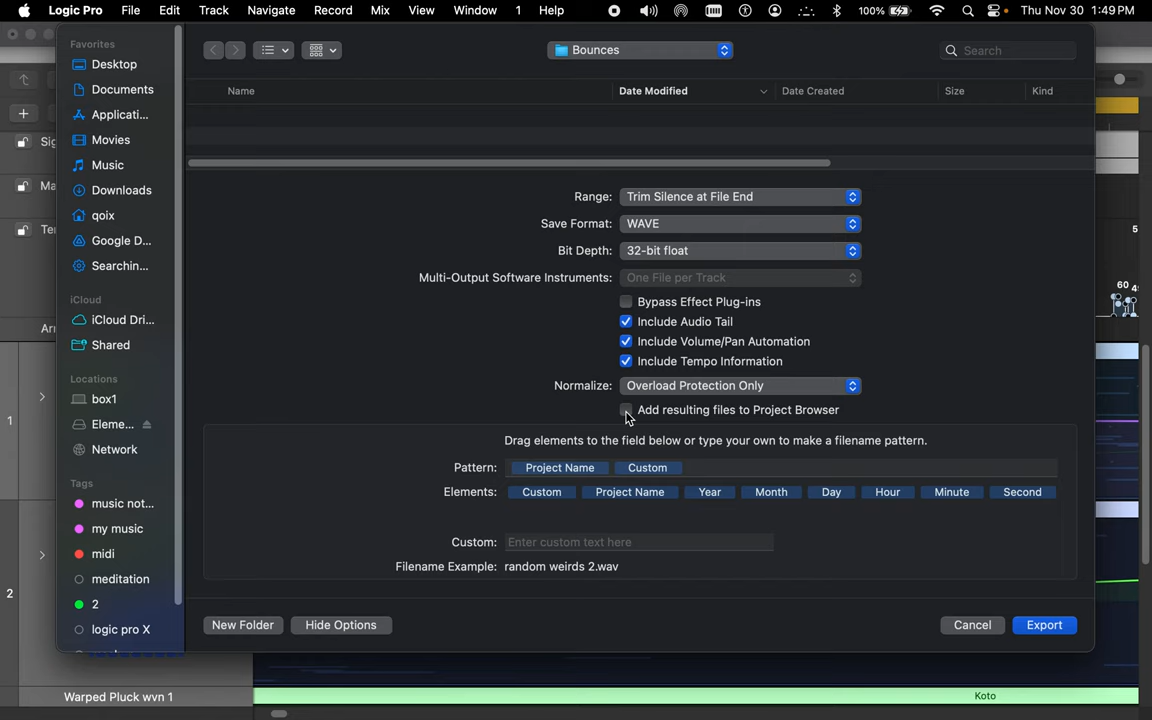 Logic Pro File Edit Track Navigate Record Mix View Window 1 Help 100% Thu Nov 30 1:49 PM
Favorites
Desktop
Documents
Applicati...
Movies
Music
Downloads
qoix
Google D...
Searchin...
iCloud
iCloud Dri...
Shared
Locations
box1
Eleme...
Network
Tags
music not...
my music
midi
meditation
2
logic pro X
Bounces
Search
Name Date Modified Date Created Size Kind
Range: Trim Silence at File End
Save Format: WAVE
Bit Depth: 32-bit float
Multi-Output Software Instruments: One File per Track
Bypass Effect Plug-ins
Include Audio Tail
Include Volume/Pan Automation
Include Tempo Information
Normalize: Overload Protection Only
Add resulting files to Project Browser
Drag elements to the field below or type your own to make a filename pattern.
Pattern: Project Name Custom
Elements: Custom Project Name Year Month Day Hour Minute Second
Custom: Enter custom text here
Filename Example: random weirds 2.wav
New Folder Hide Options Cancel Export
Sig
Ma
Te
Ar
1
2
5
60
Warped Pluck wvn 1
Koto